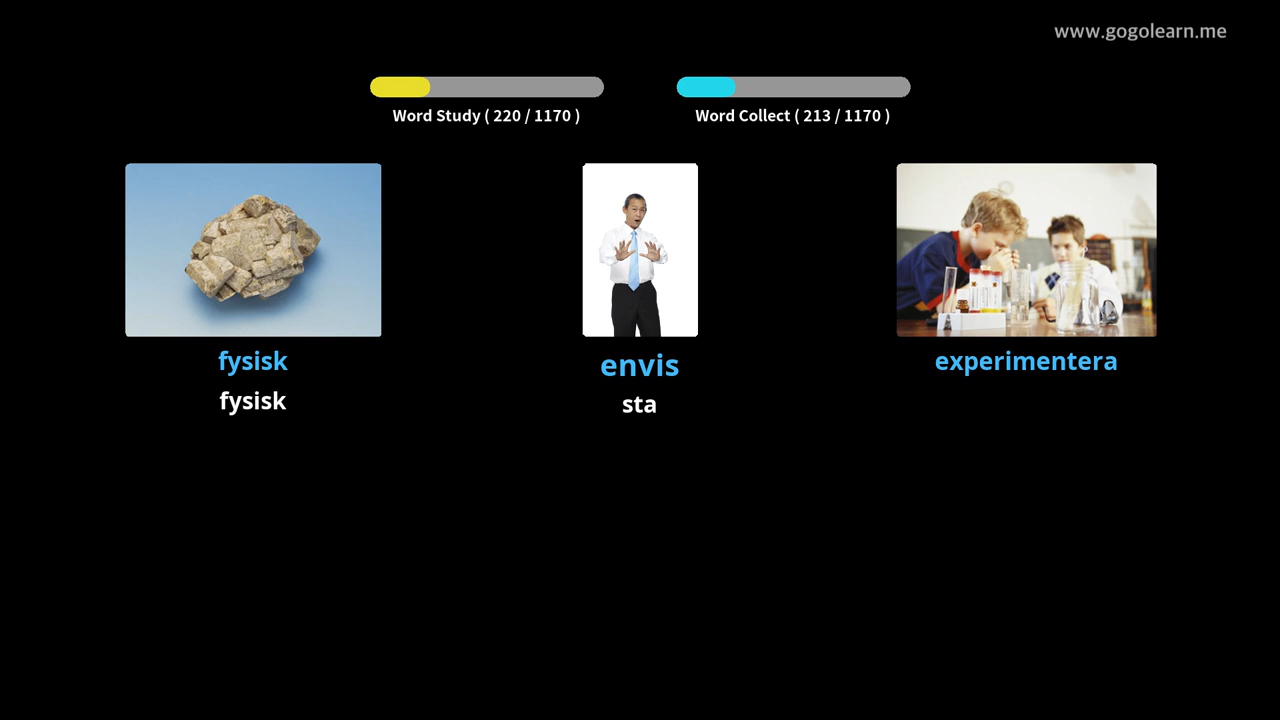 www.gogolearn.me
Word Study ( 220 / 1170 )
Word Collect ( 213 / 1170 )
fysisk
fysisk
envis
sta
experimentera